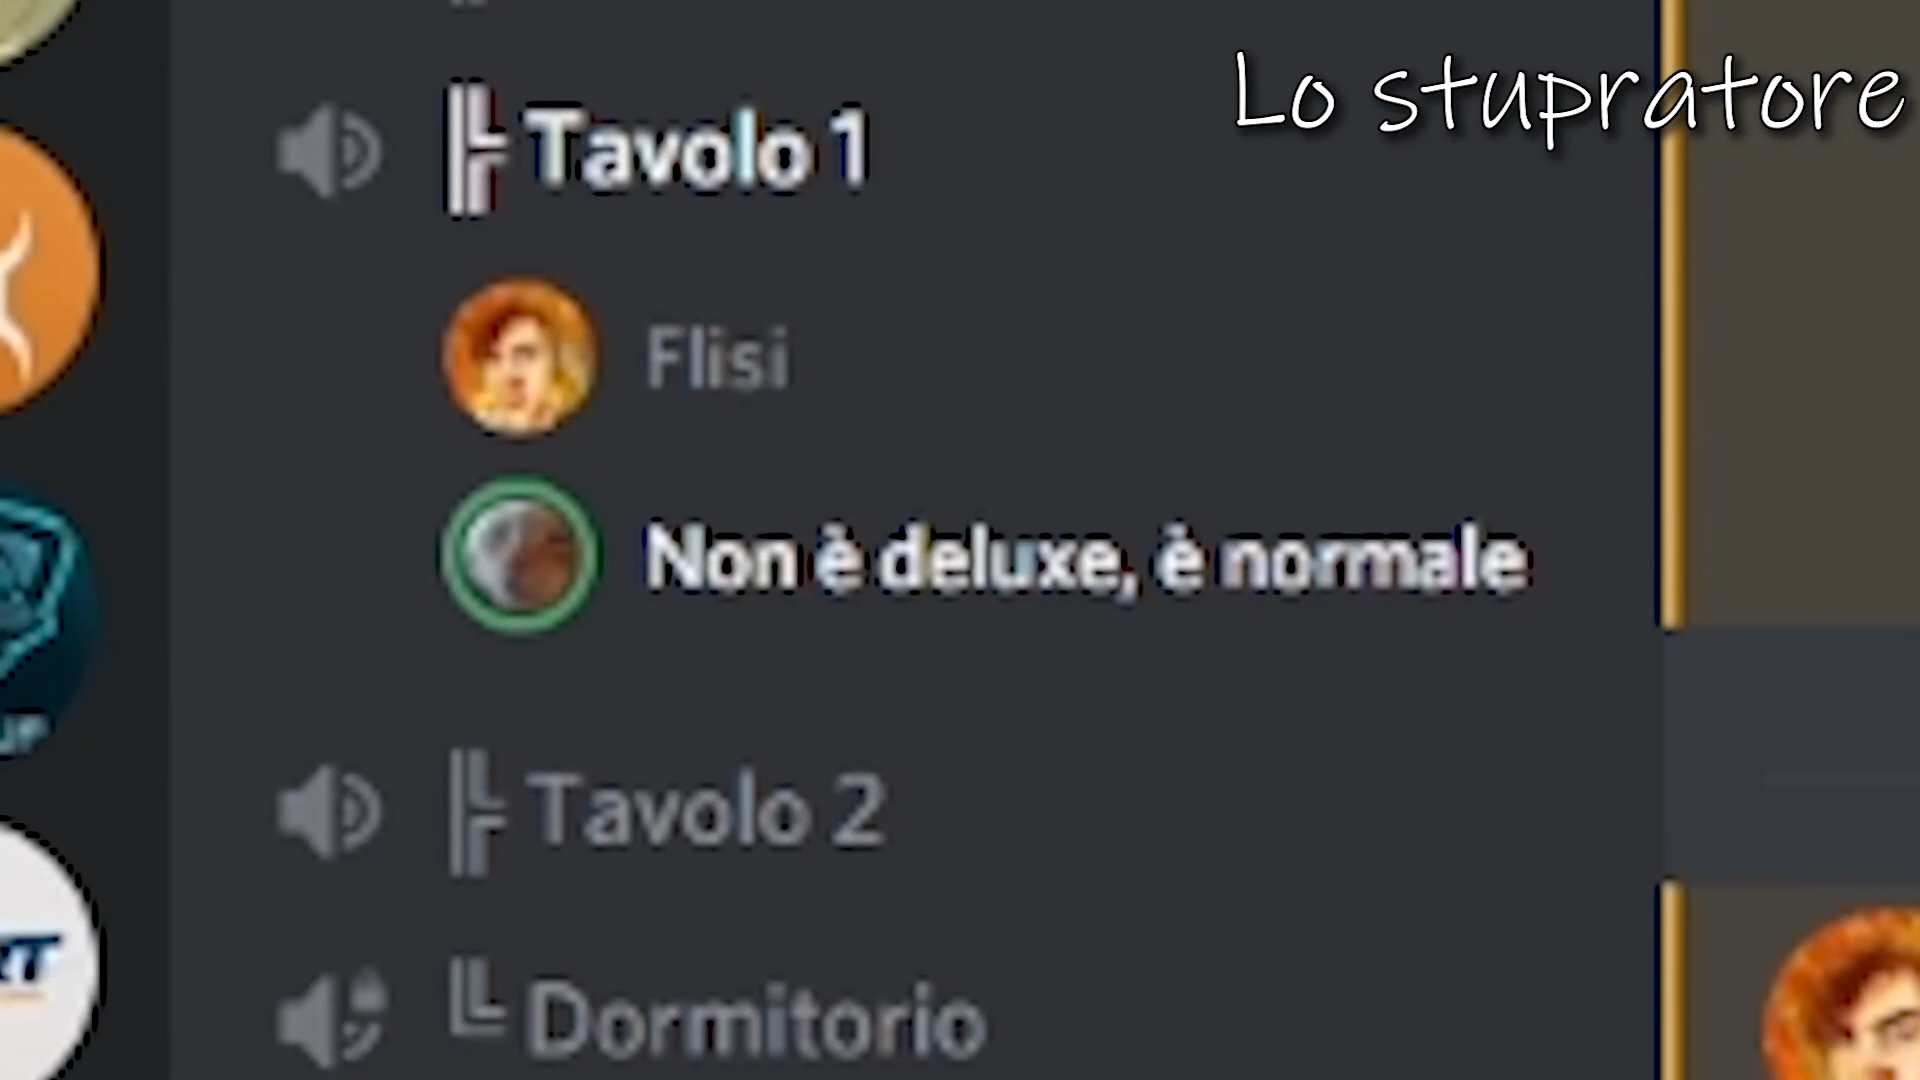 Lo stupratore
Tavolo 1
Flisi
Non è deluxe, è normale
Tavolo 2
Dormitorio